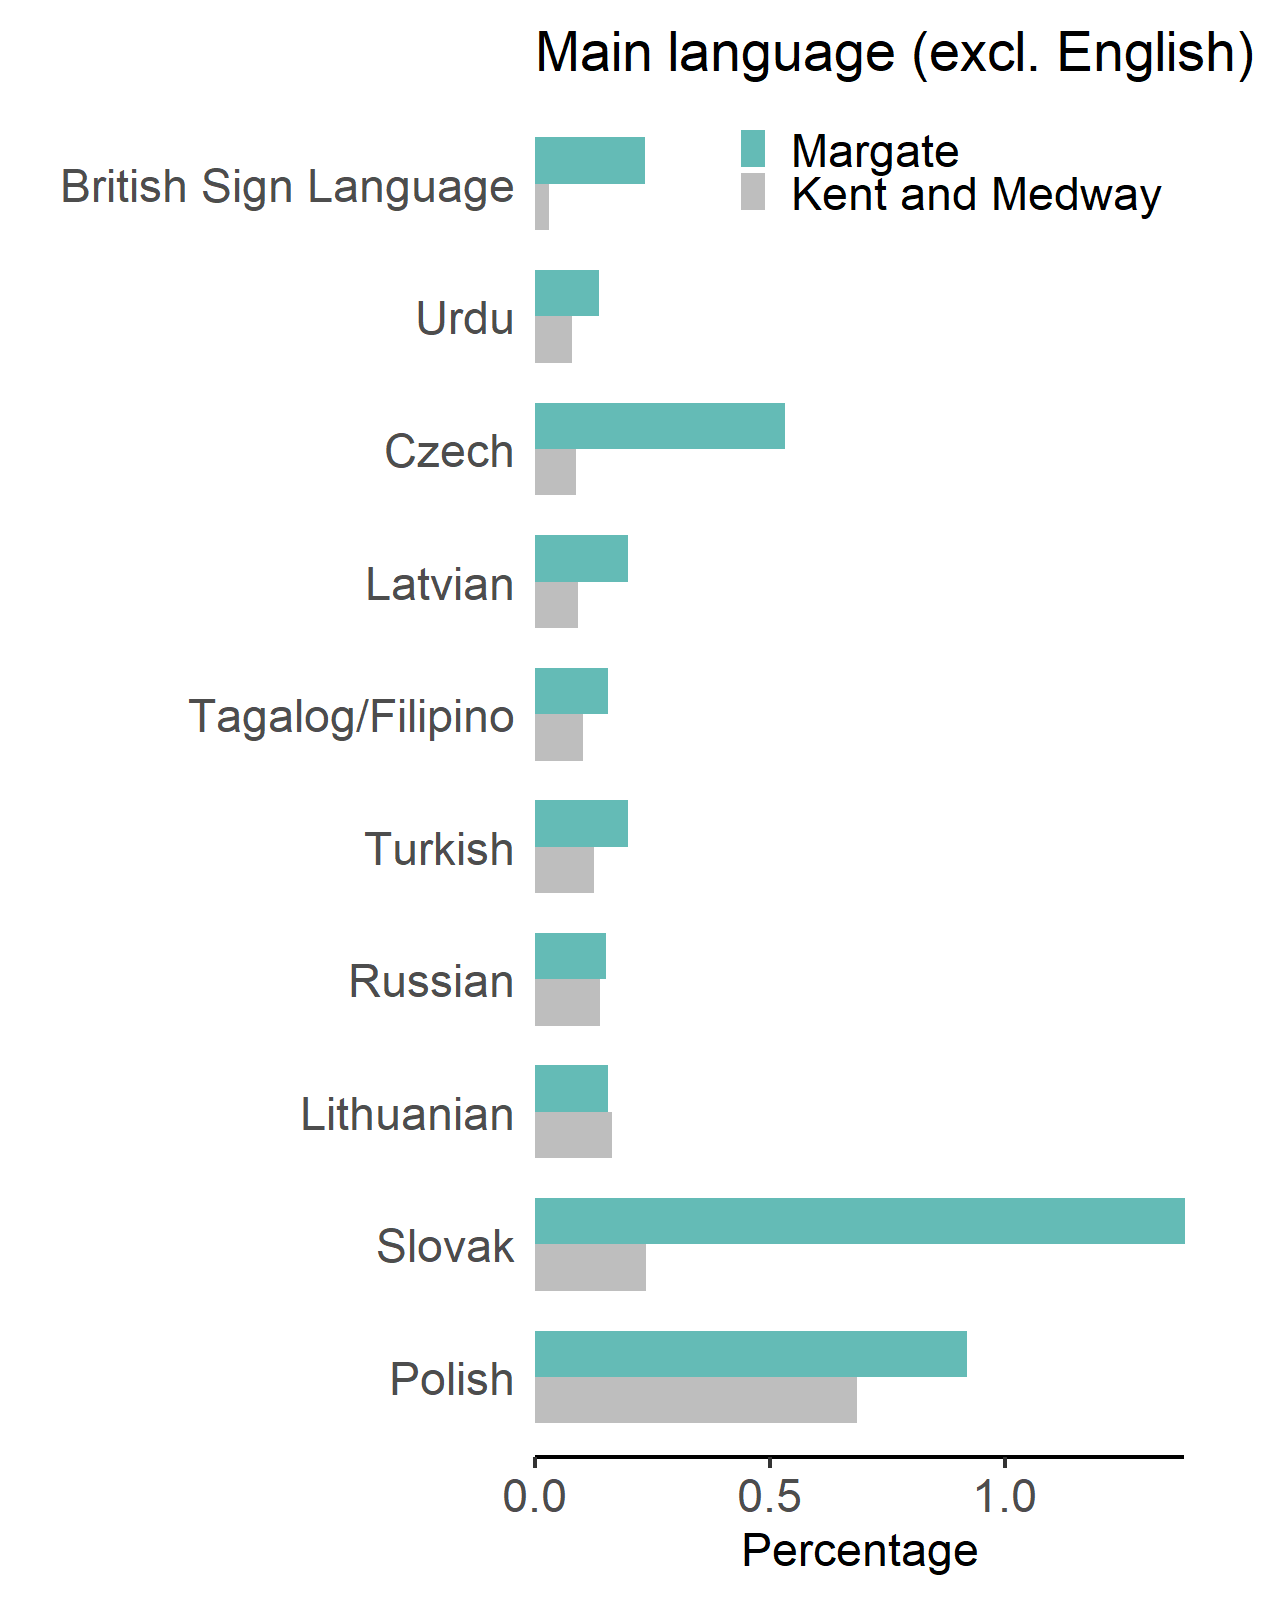 Main language (excl. English)
Margate
Kent and Medway
British Sign Language
Urdu
Czech
Latvian
Tagalog/Filipino
Turkish
Russian
Lithuanian
Slovak
Polish
0.0 0.5 1.0
Percentage